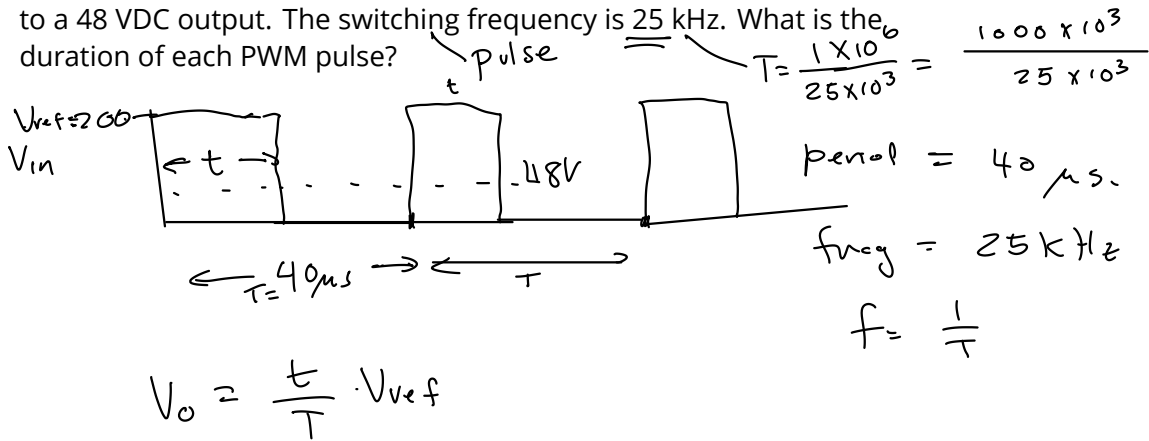 to a 48 VDC output. The switching frequency is 25 kHz. What is the
duration of each PWM pulse?
pulse
T = 1 X 10^6 / 25 X 10^3 = 1000 x 10^3 / 25 x 10^3
t
Vref = 200
Vin
← t →
48V
period = 40 μs.
freq = 25 K Hz
T = 40μs
T
f = 1/T
Vo = t/T . Vref